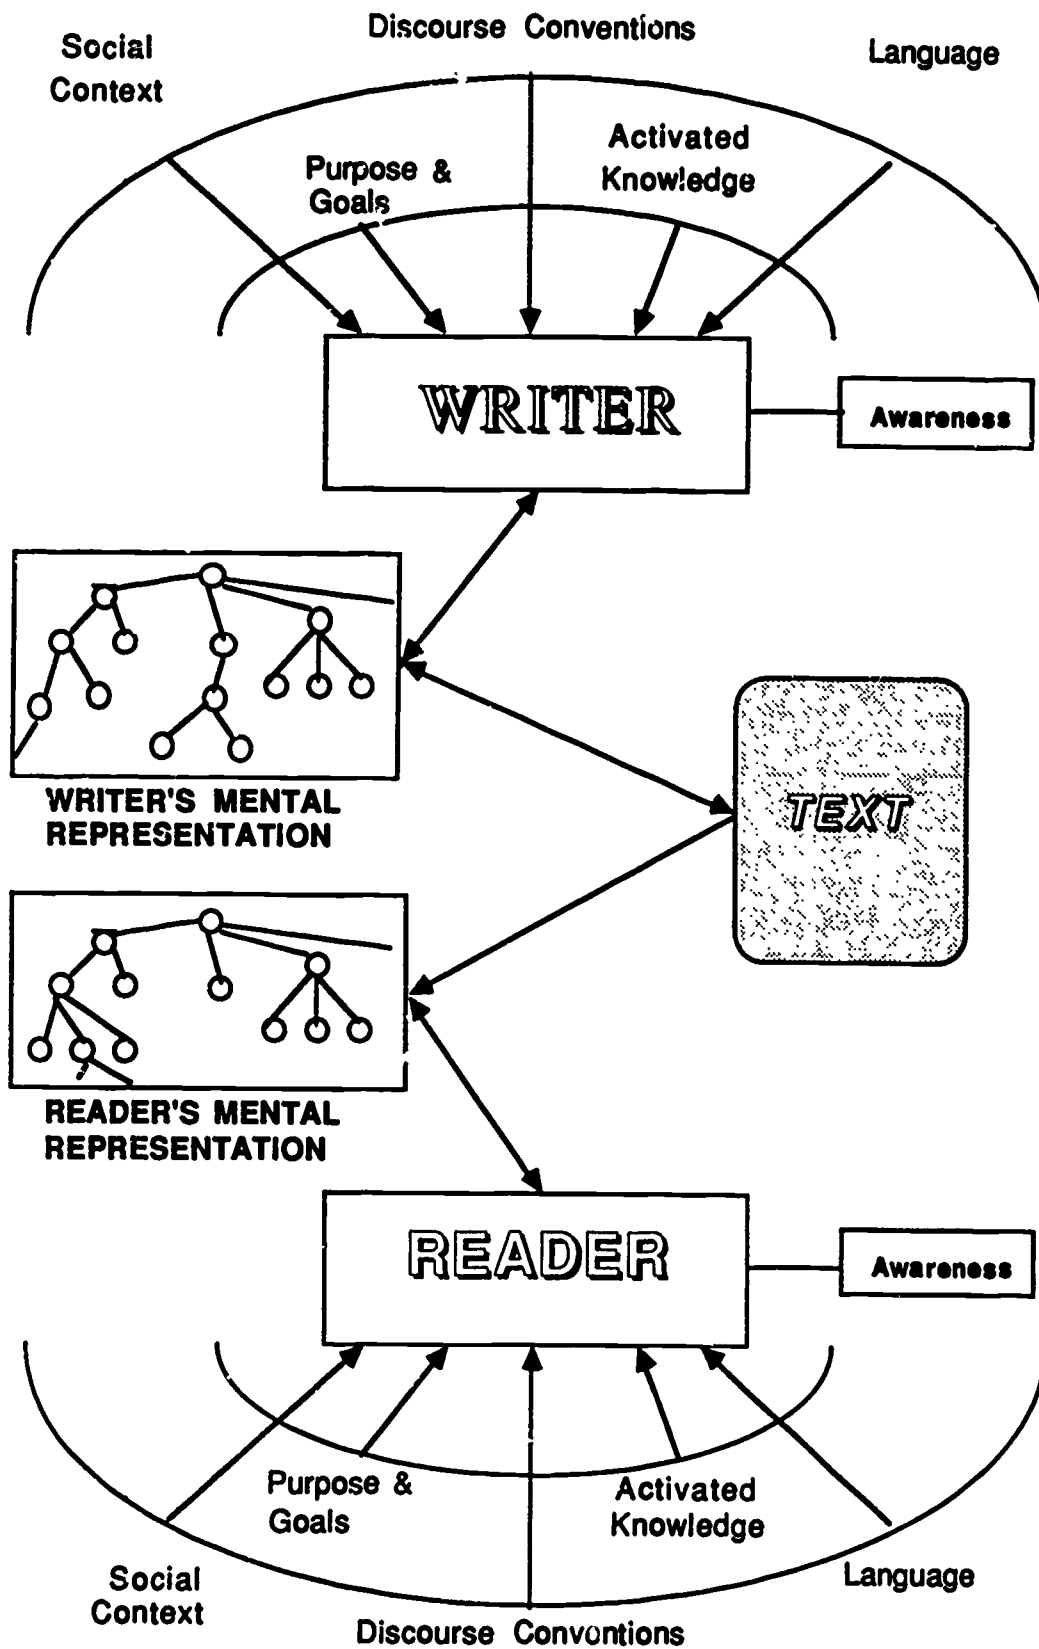 Discourse Conventions
Social
Context
Language
Activated
Knowledge
Purpose &
Goals
WRITER
Awareness
WRITER'S MENTAL
REPRESENTATION
TEXT
READER'S MENTAL
REPRESENTATION
READER
Awareness
Purpose &
Goals
Activated
Knowledge
Social
Context
Language
Discourse Conventions